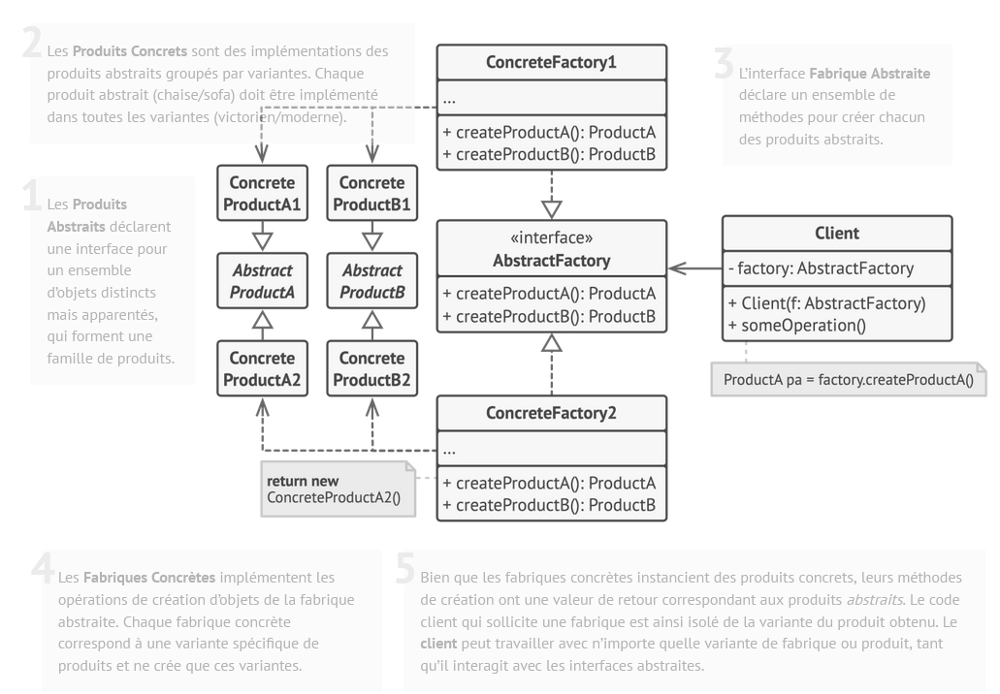 2
Les Produits Concrets sont des implémentations des
produits abstraits groupés par variantes. Chaque
produit abstrait (chaise/sofa) doit être implémenté
dans toutes les variantes (victorien/moderne).
ConcreteFactory1
...
+ createProductA(): ProductA
+ createProductB(): ProductB
3
L'interface Fabrique Abstraite
déclare un ensemble de
méthodes pour créer chacun
des produits abstraits.
1
Les Produits
Abstraits déclarent
une interface pour
un ensemble
d'objets distincts
mais apparentés,
qui forment une
famille de produits.
Concrete
ProductA1
Concrete
ProductB1
Abstract
ProductA
Abstract
ProductB
Concrete
ProductA2
Concrete
ProductB2
«interface»
AbstractFactory
+ createProductA(): ProductA
+ createProductB(): ProductB
Client
- factory: AbstractFactory
+ Client(f: AbstractFactory)
+ someOperation()
ProductA pa = factory.createProductA()
ConcreteFactory2
...
+ createProductA(): ProductA
+ createProductB(): ProductB
return new
ConcreteProductA2()
4
Les Fabriques Concrètes implémentent les
opérations de création d'objets de la fabrique
abstraite. Chaque fabrique concrète
correspond à une variante spécifique de
produits et ne crée que ces variantes.
5
Bien que les fabriques concrètes instancient des produits concrets, leurs méthodes
de création ont une valeur de retour correspondant aux produits abstraits. Le code
client qui sollicite une fabrique est ainsi isolé de la variante du produit obtenu. Le
client peut travailler avec n'importe quelle variante de fabrique ou produit, tant
qu'il interagit avec les interfaces abstraites.